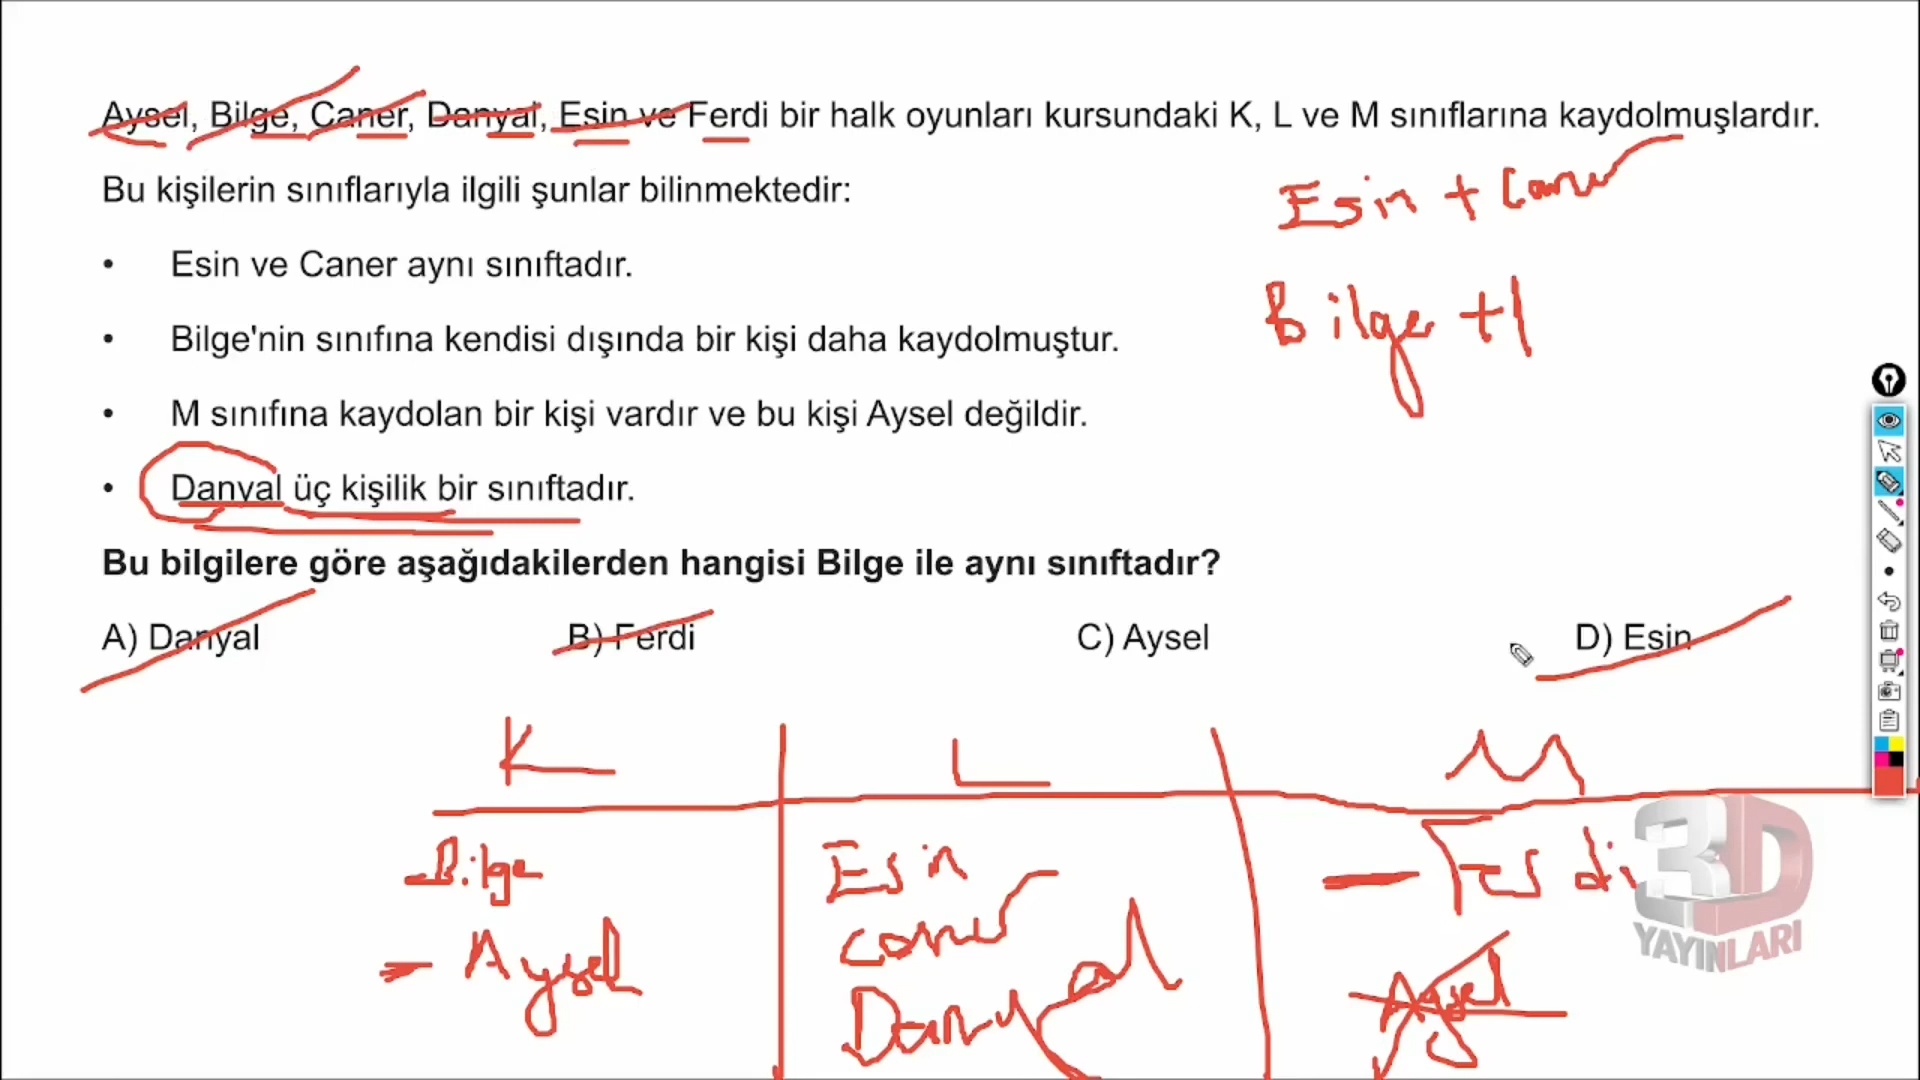 Aysel, Bilge, Caner, Danyal, Esin ve Ferdi bir halk oyunları kursundaki K, L ve M sınıflarına kaydolmuşlardır.
Bu kişilerin sınıflarıyla ilgili şunlar bilinmektedir:
Esin + Caner
• Esin ve Caner aynı sınıftadır.
Bilge +1
• Bilge'nin sınıfına kendisi dışında bir kişi daha kaydolmuştur.
• M sınıfına kaydolan bir kişi vardır ve bu kişi Aysel değildir.
• Danyal üç kişilik bir sınıftadır.
Bu bilgilere göre aşağıdakilerden hangisi Bilge ile aynı sınıftadır?
A) Danyal B) Ferdi C) Aysel D) Esin
K L M
- Bilge Esin - Ferdi
- Aysel Caner Aysel
Danyal
3D
YAYINLARI